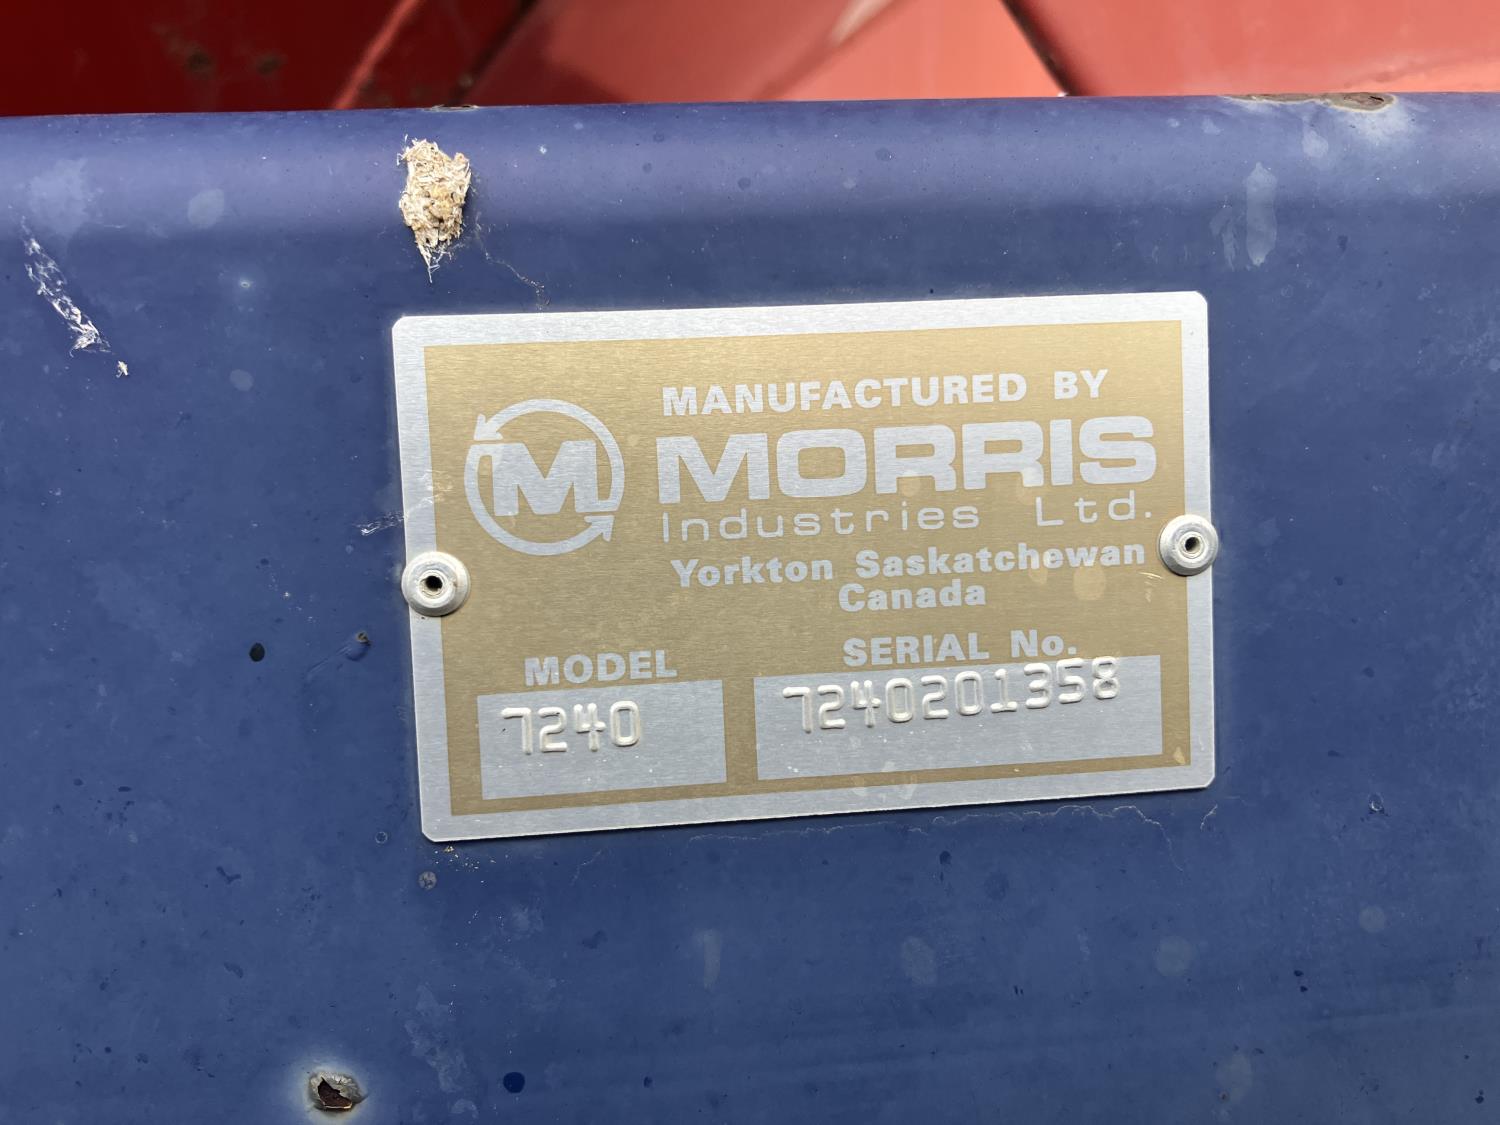 MANUFACTURED BY
M
MORRIS
Industries Ltd.
Yorkton Saskatchewan
Canada
MODEL
SERIAL No.
7240
7240201358